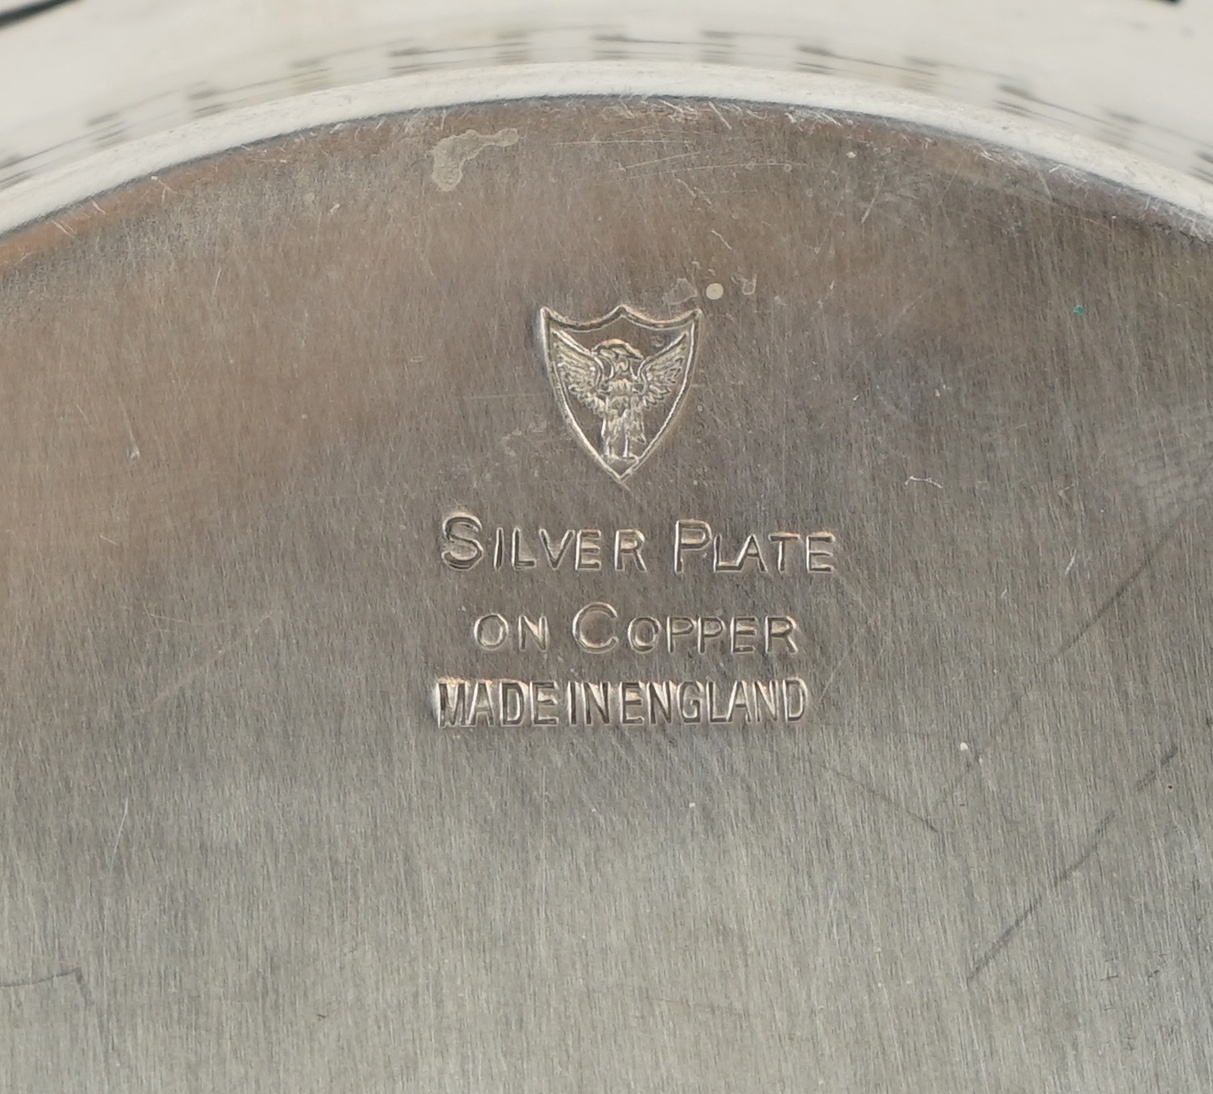 SILVER PLATE
ON COPPER
MADE IN ENGLAND